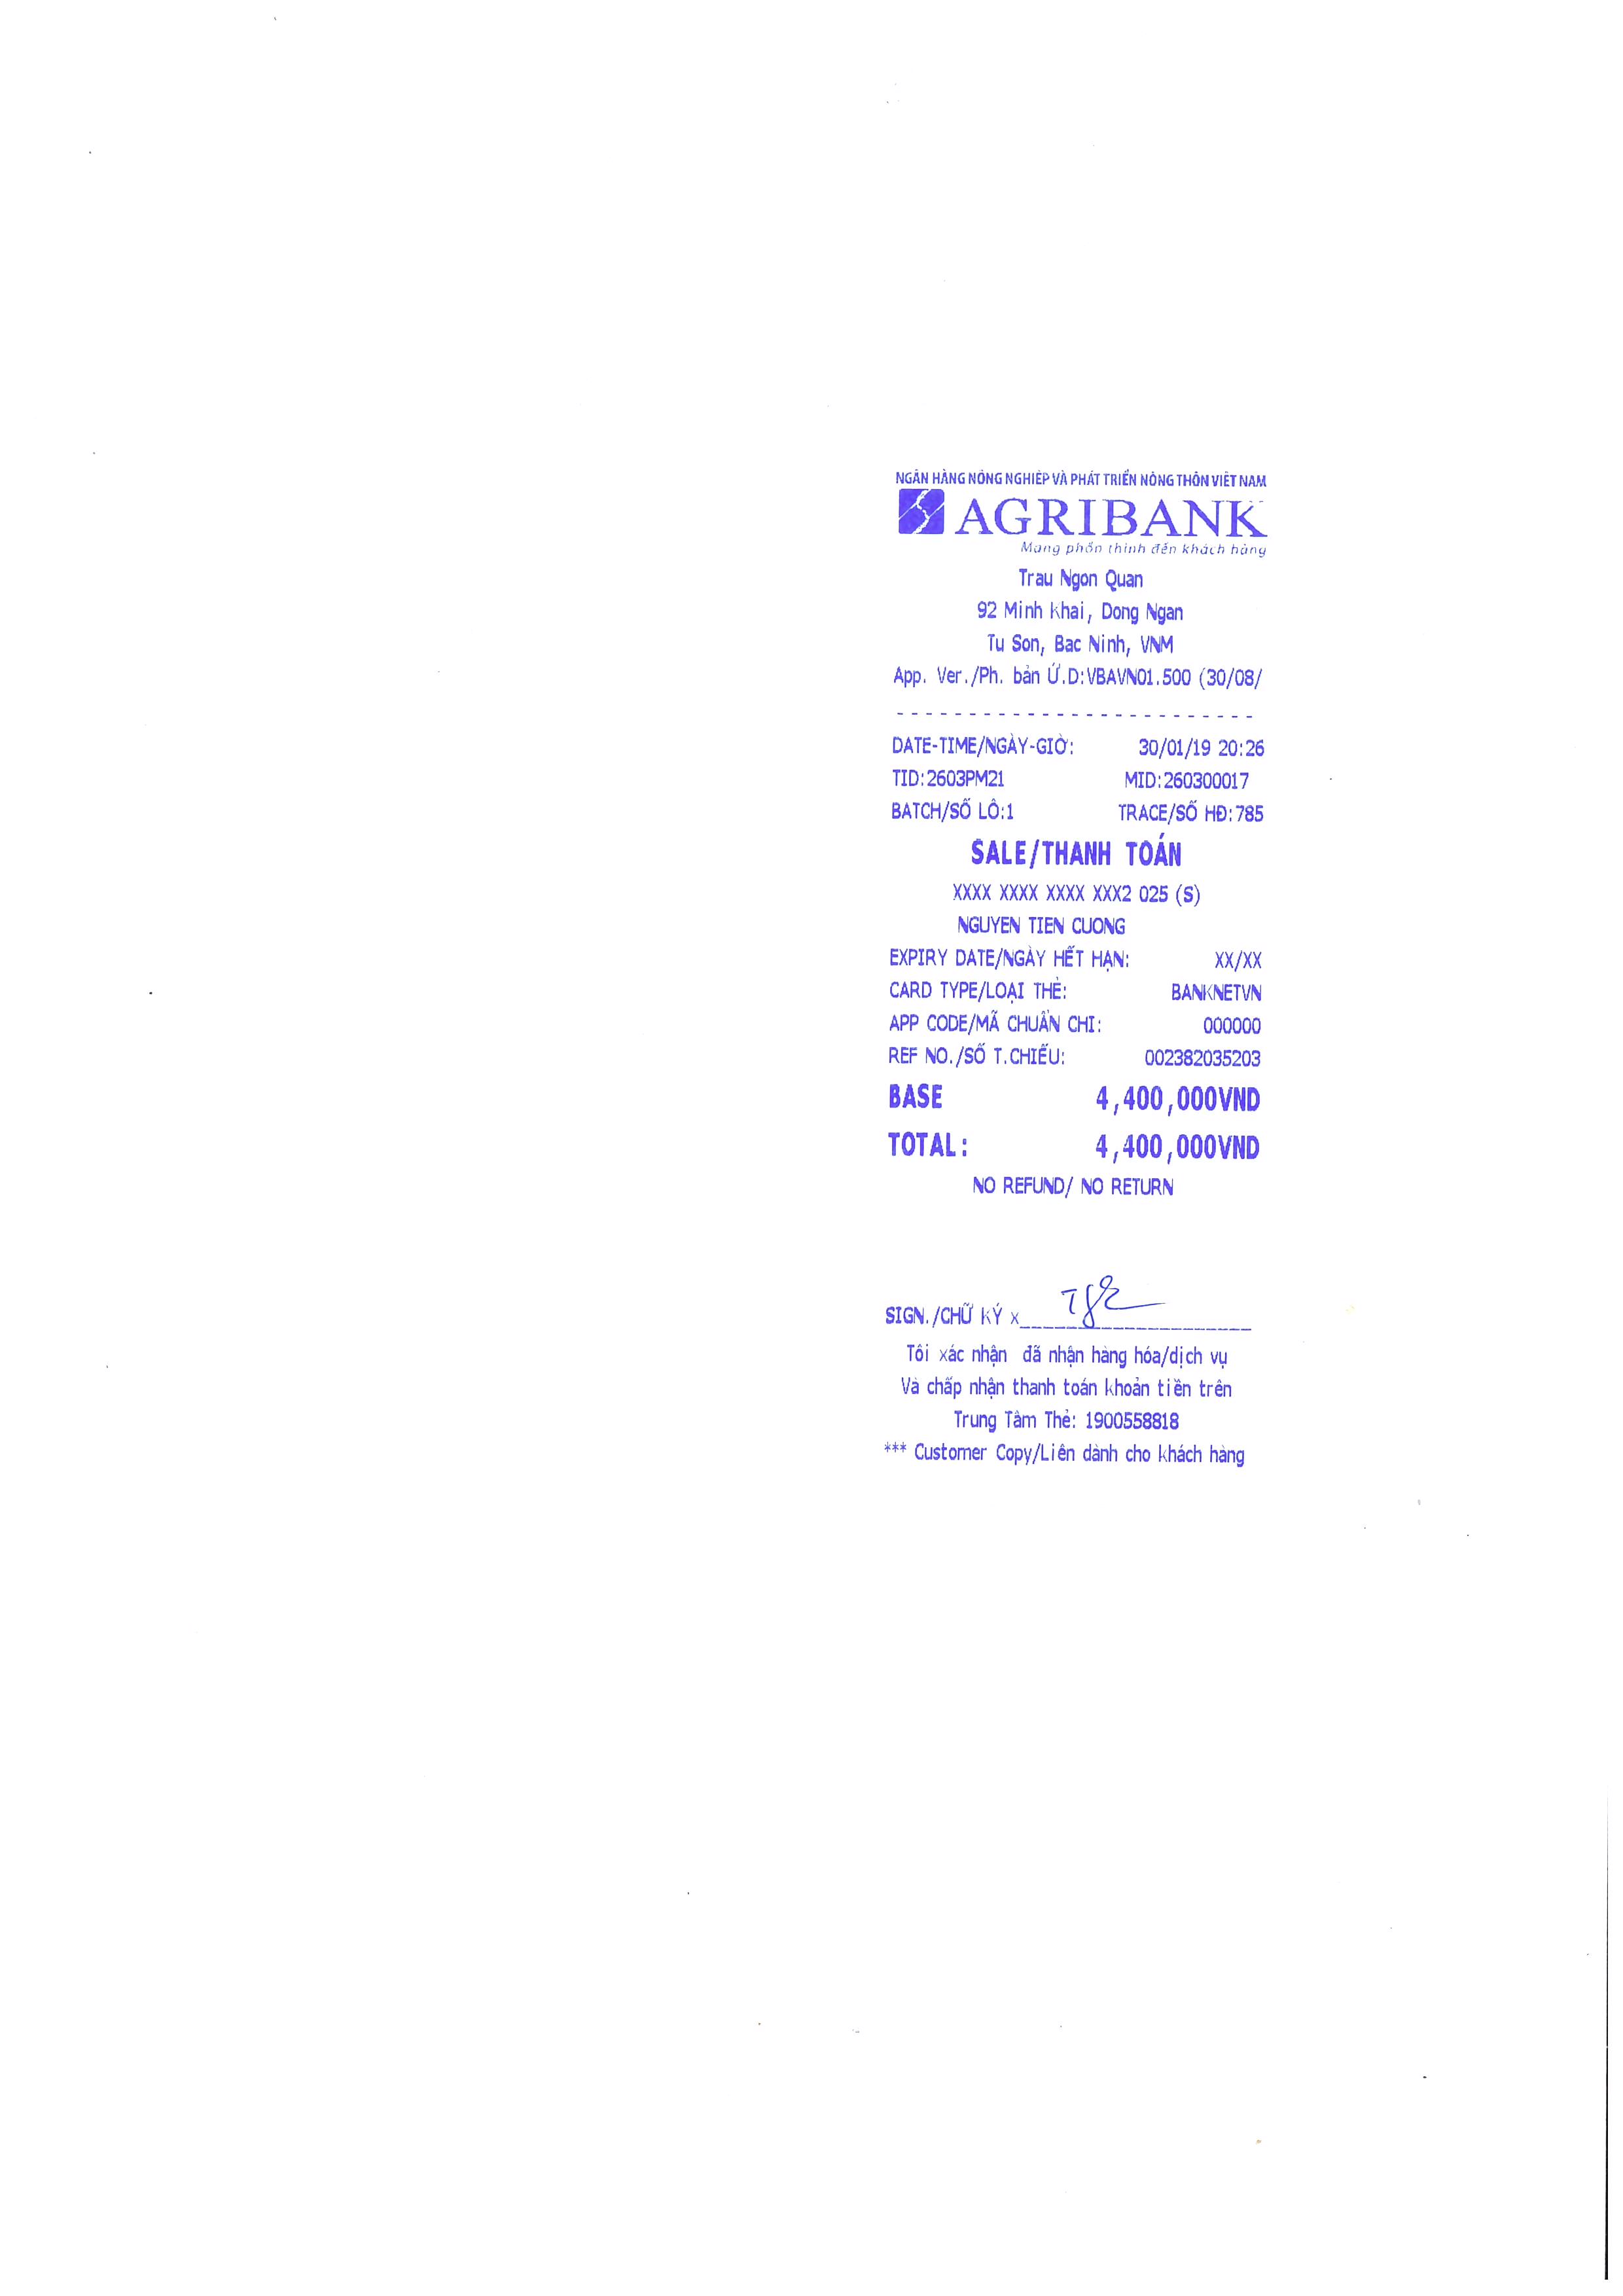 NGÂN HÀNG NÔNG NGHIỆP VÀ PHÁT TRIỂN NÔNG THÔN VIỆT NAM
AGRIBANK
Mang phồn thịnh đến khách hàng
Trau Ngon Quan
92 Minh Khai, Dong Ngan
Tu Son, Bac Ninh, VNM
App. Ver./Ph. bản Ứ.D:VBAVN01.500 (30/08/
- - - - - - - - - - - - - - - - - - - - - - - - -
DATE-TIME/NGÀY-GIỜ: 30/01/19 20:26
TID:2603PM21 MID:260300017
BATCH/SỐ LÔ:1 TRACE/SỐ HĐ:785
SALE/THANH TOÁN
XXXX XXXX XXXX XXX2 025 (S)
NGUYEN TIEN CUONG
EXPIRY DATE/NGÀY HẾT HẠN: XX/XX
CARD TYPE/LOẠI THẺ: BANKNETVN
APP CODE/MÃ CHUẨN CHI: 000000
REF NO./SỐ T.CHIẾU: 002382035203
BASE 4,400,000VND
TOTAL: 4,400,000VND
NO REFUND/ NO RETURN
SIGN./CHỮ KÝ x
Tôi xác nhận đã nhận hàng hóa/dịch vụ
Và chấp nhận thanh toán khoản tiền trên
Trung Tâm Thẻ: 1900558818
*** Customer Copy/Liên dành cho khách hàng